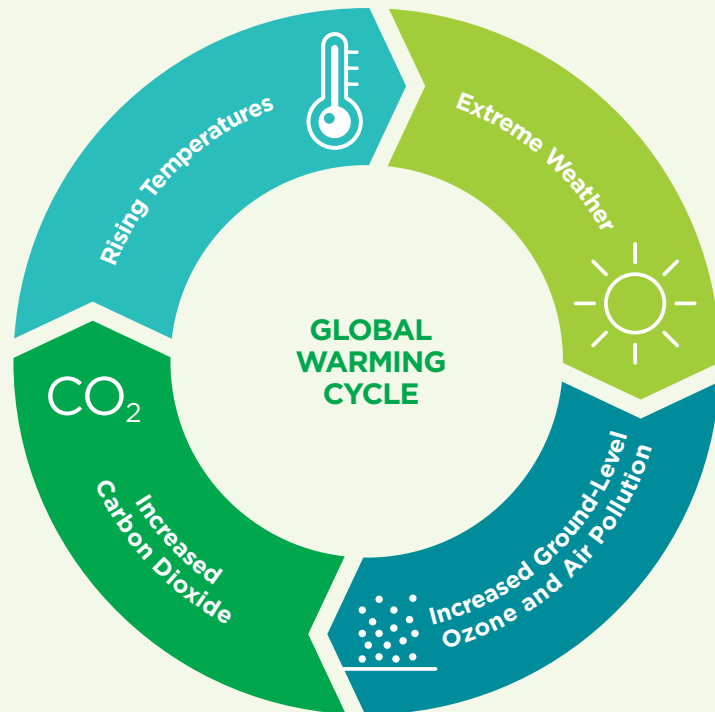 Rising Temperatures
Extreme Weather
GLOBAL
WARMING
CYCLE
CO₂
Increased
Carbon Dioxide
Increased Ground-Level
Ozone and Air Pollution